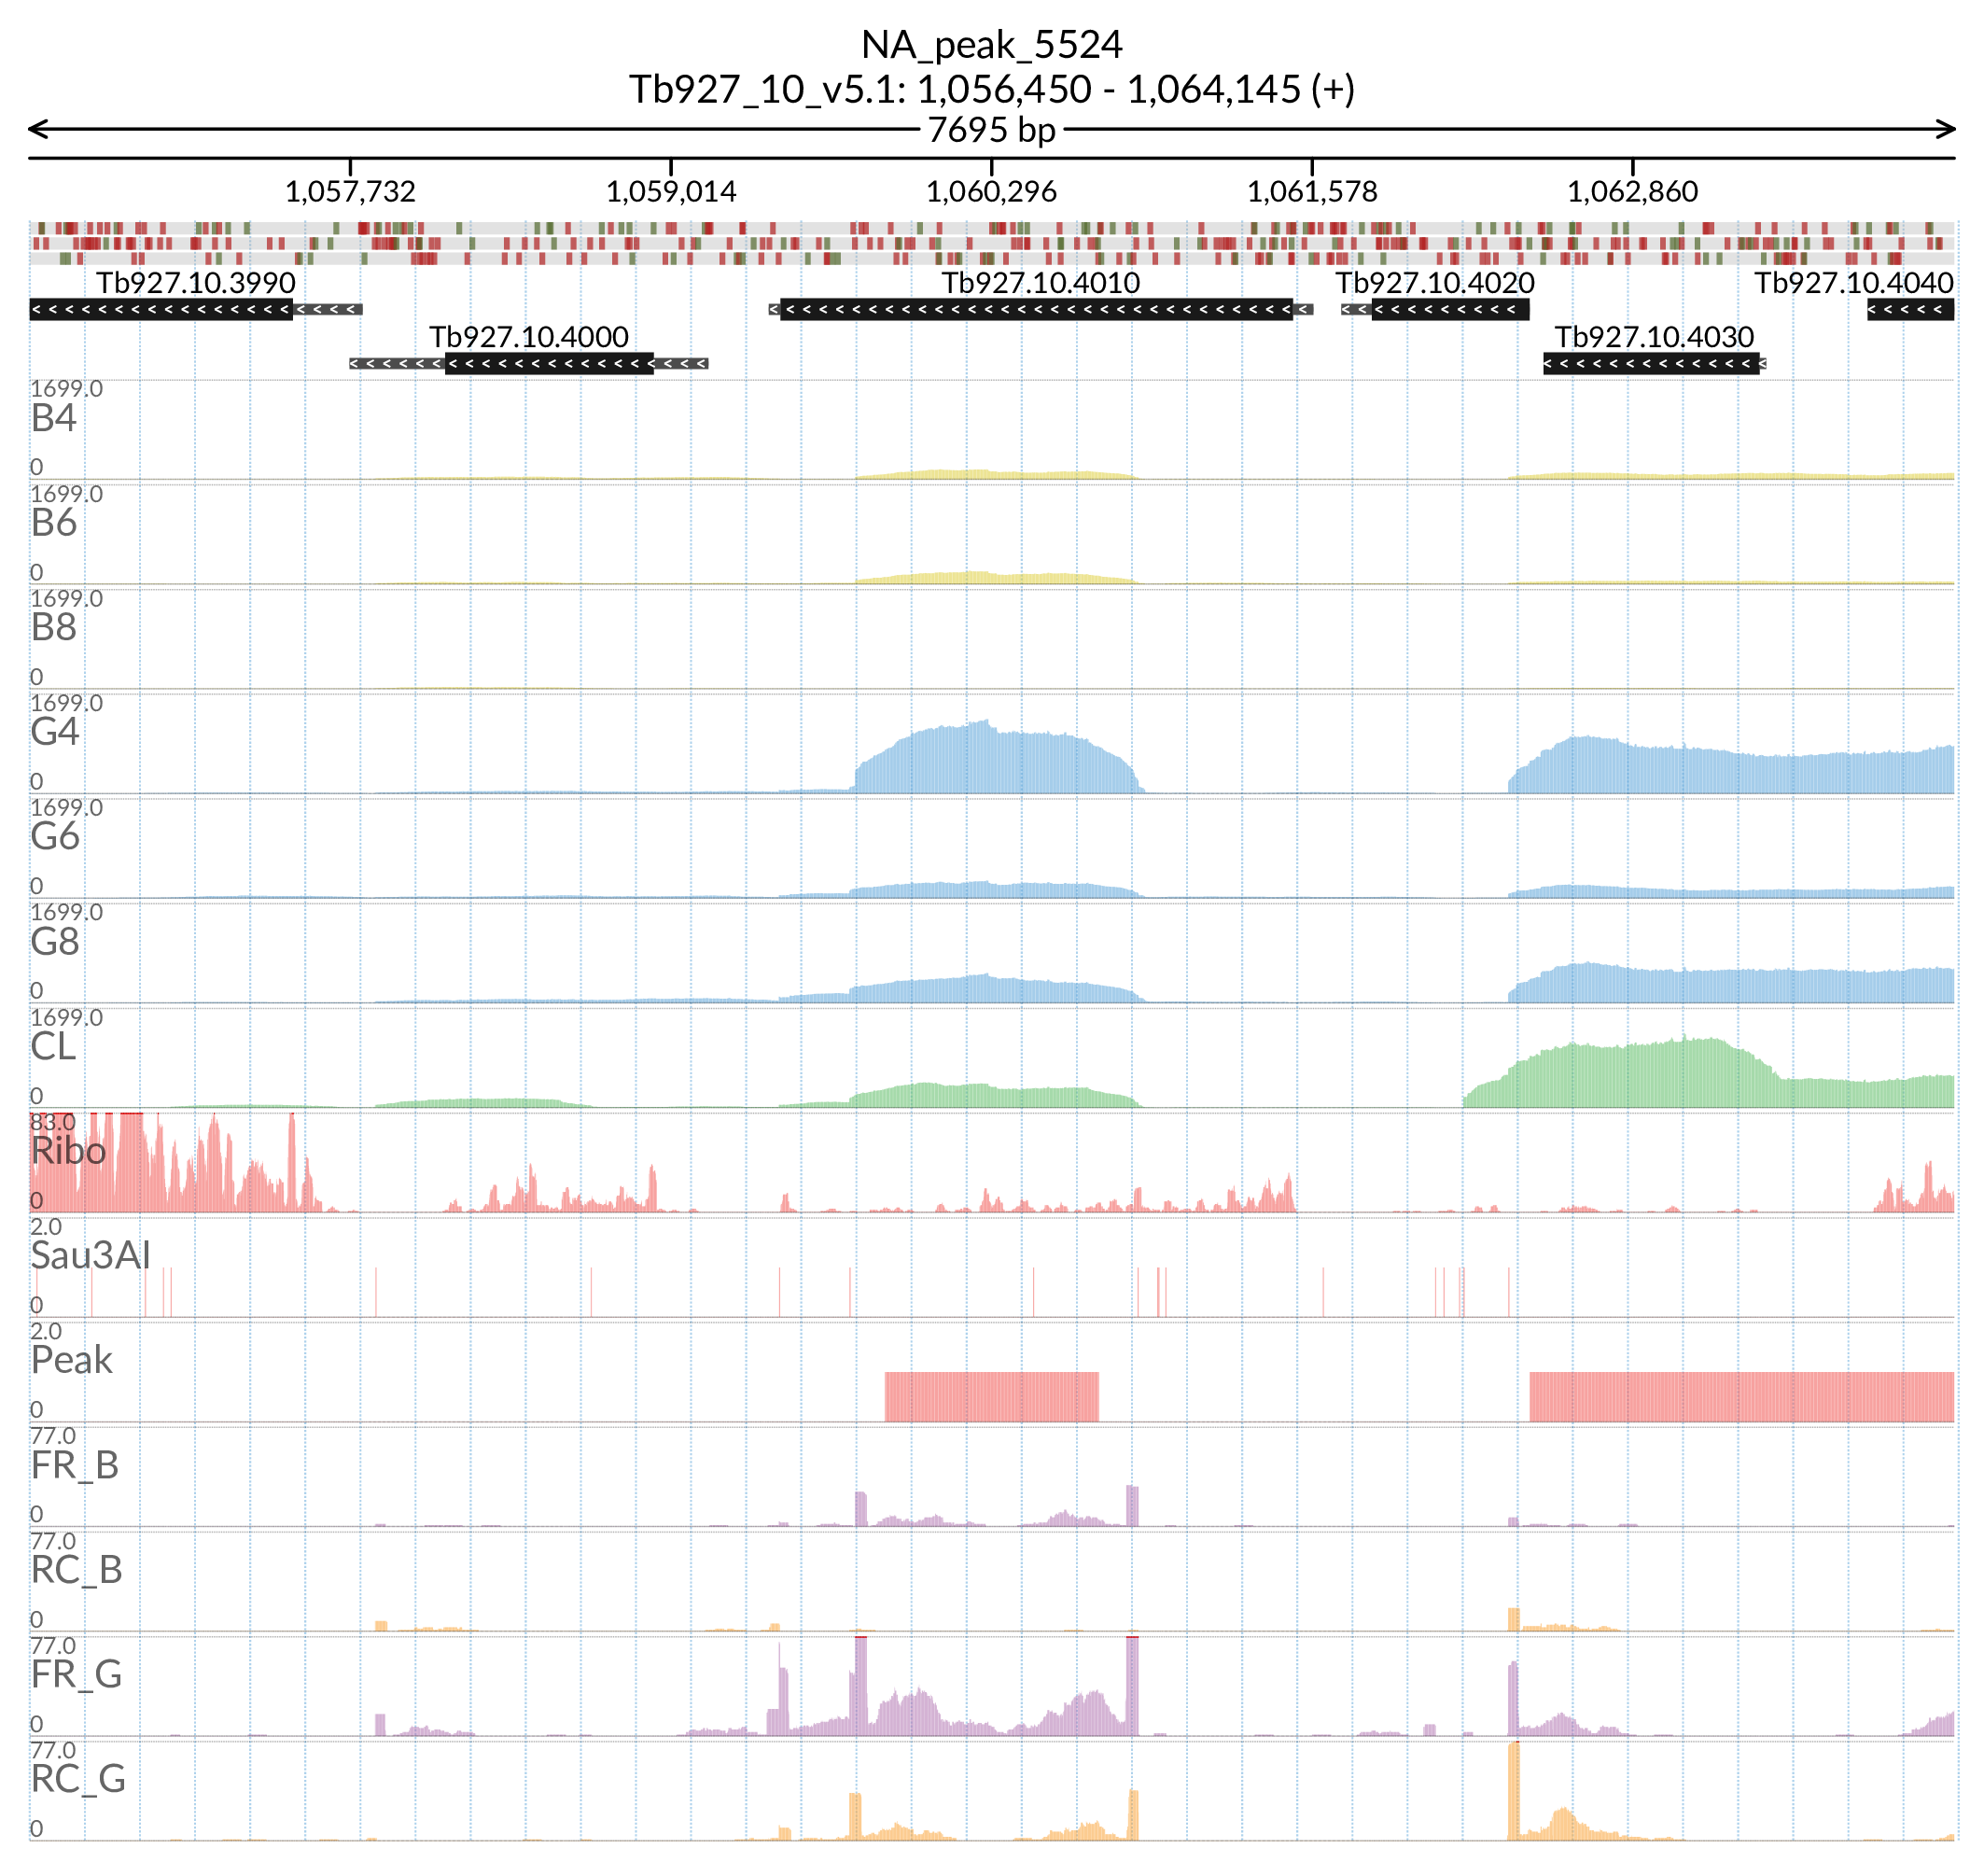 NA_peak_5524
Tb927_10_v5.1: 1,056,450 - 1,064,145 (+)
7695 bp
1,057,732 1,059,014 1,060,296 1,061,578 1,062,860
Tb927.10.3990 Tb927.10.4010 Tb927.10.4020 Tb927.10.4040
Tb927.10.4000 Tb927.10.4030
1699.0
B4
0
1699.0
B6
0
1699.0
B8
0
1699.0
G4
0
1699.0
G6
0
1699.0
G8
0
1699.0
CL
0
83.0
Ribo
0
2.0
Sau3AI
0
2.0
Peak
0
77.0
FR_B
0
77.0
RC_B
0
77.0
FR_G
0
77.0
RC_G
0